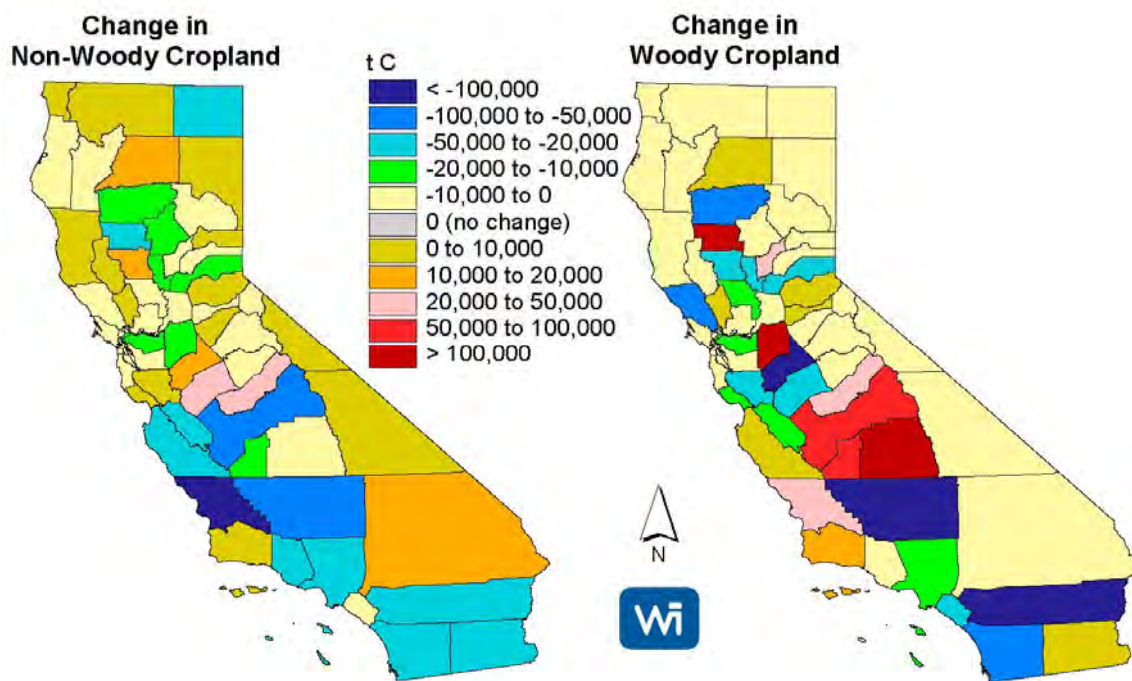 Change in
Non-Woody Cropland
Change in
Woody Cropland
t C
< -100,000
-100,000 to -50,000
-50,000 to -20,000
-20,000 to -10,000
-10,000 to 0
0 (no change)
0 to 10,000
10,000 to 20,000
20,000 to 50,000
50,000 to 100,000
> 100,000
N
Wi